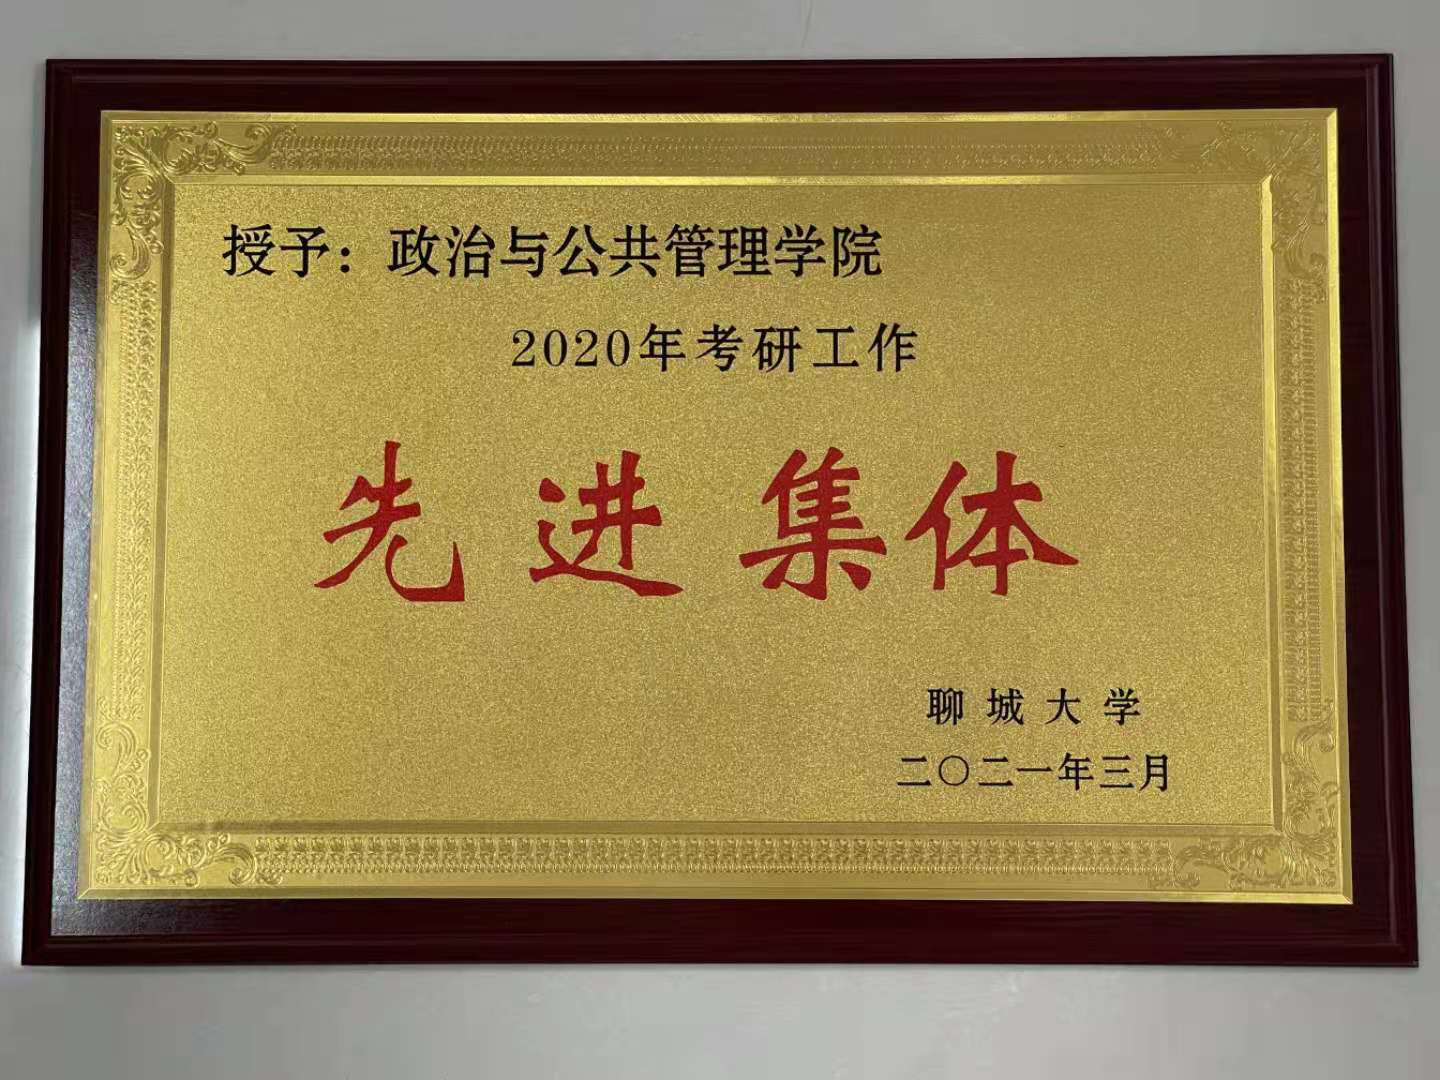 授予：政治与公共管理学院
2020年考研工作
先进集体
聊城大学
二〇二一年三月